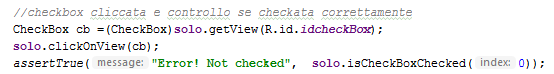 //checkbox cliccata e controllo se checkata correttamente
CheckBox cb =(CheckBox)solo.getView(R.id.idcheckBox);
solo.clickOnView(cb);
assertTrue( message: "Error! Not checked", solo.isCheckBoxChecked( index: 0));